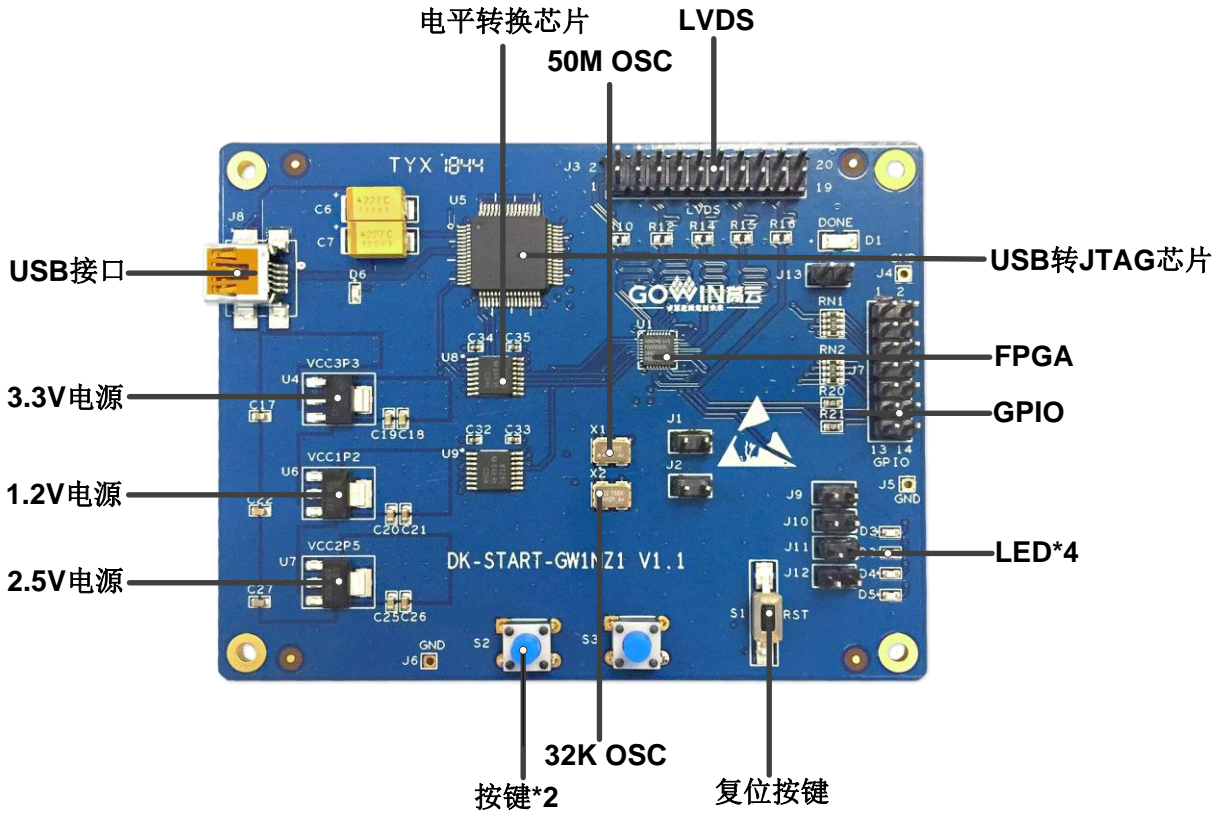 电平转换芯片
LVDS
50M OSC
TYX 1844
J3 2
20
1
19
U5
LVDS
C6
J8
C7
R10 R12 R14 R15 R16
DONE
D1
USB接口
USB转JTAG芯片
D6
J13
GND
J4
GOWIN高云
1 2
RN1
U1
C34 C35
U8
FPGA
VCC3P3
RN2
J7
U4
3.3V电源
C17
R20
R21
GPIO
C19C18
C32 C33
X1
J1
U9
13 14
GPIO
VCC1P2
U6
X2
J2
1.2V电源
C22
J5
GND
J9
C20C21
J10
D3
VCC2P5
U7
DK-START-GW1NZ1 V1.1
J11
LED*4
2.5V电源
J12
D4
C27
D5
C25C26
S1
RST
S2
S3
GND
J6
32K OSC
按键*2
复位按键